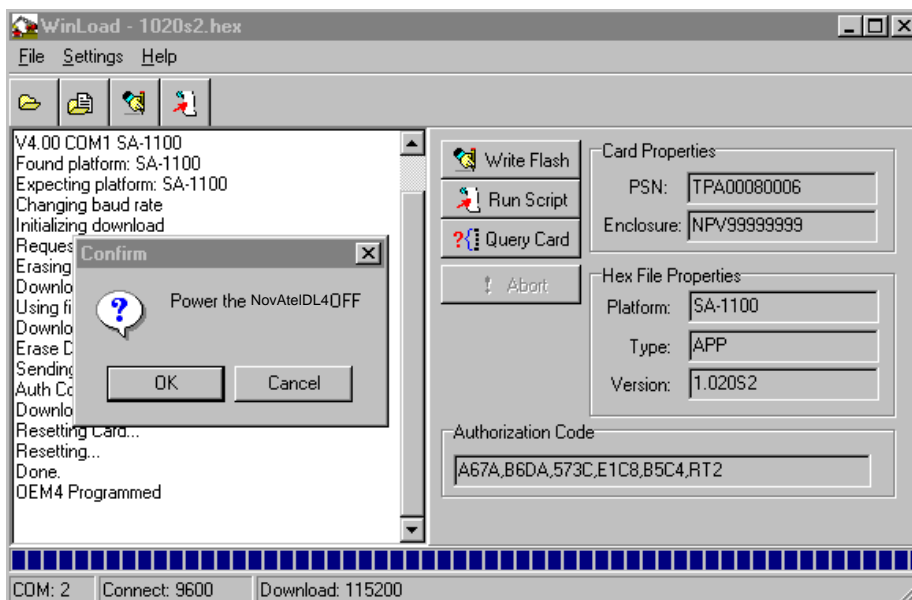 WinLoad - 1020s2.hex
File Settings Help
V4.00 COM1 SA-1100
Found platform: SA-1100
Expecting platform: SA-1100
Changing baud rate
Initializing download
Reques
Erasing
Downlo
Using fi
Downlo
Erase D
Sending
Auth Co
Downlo
Resetting Card...
Resetting...
Done.
OEM4 Programmed
Confirm
Power the NovAtelDL4OFF
OK Cancel
Write Flash
Run Script
Query Card
Abort
Card Properties
PSN: TPA00080006
Enclosure: NPV99999999
Hex File Properties
Platform: SA-1100
Type: APP
Version: 1.020S2
Authorization Code
A67A,B6DA,573C,E1C8,B5C4,RT2
COM: 2 Connect: 9600 Download: 115200